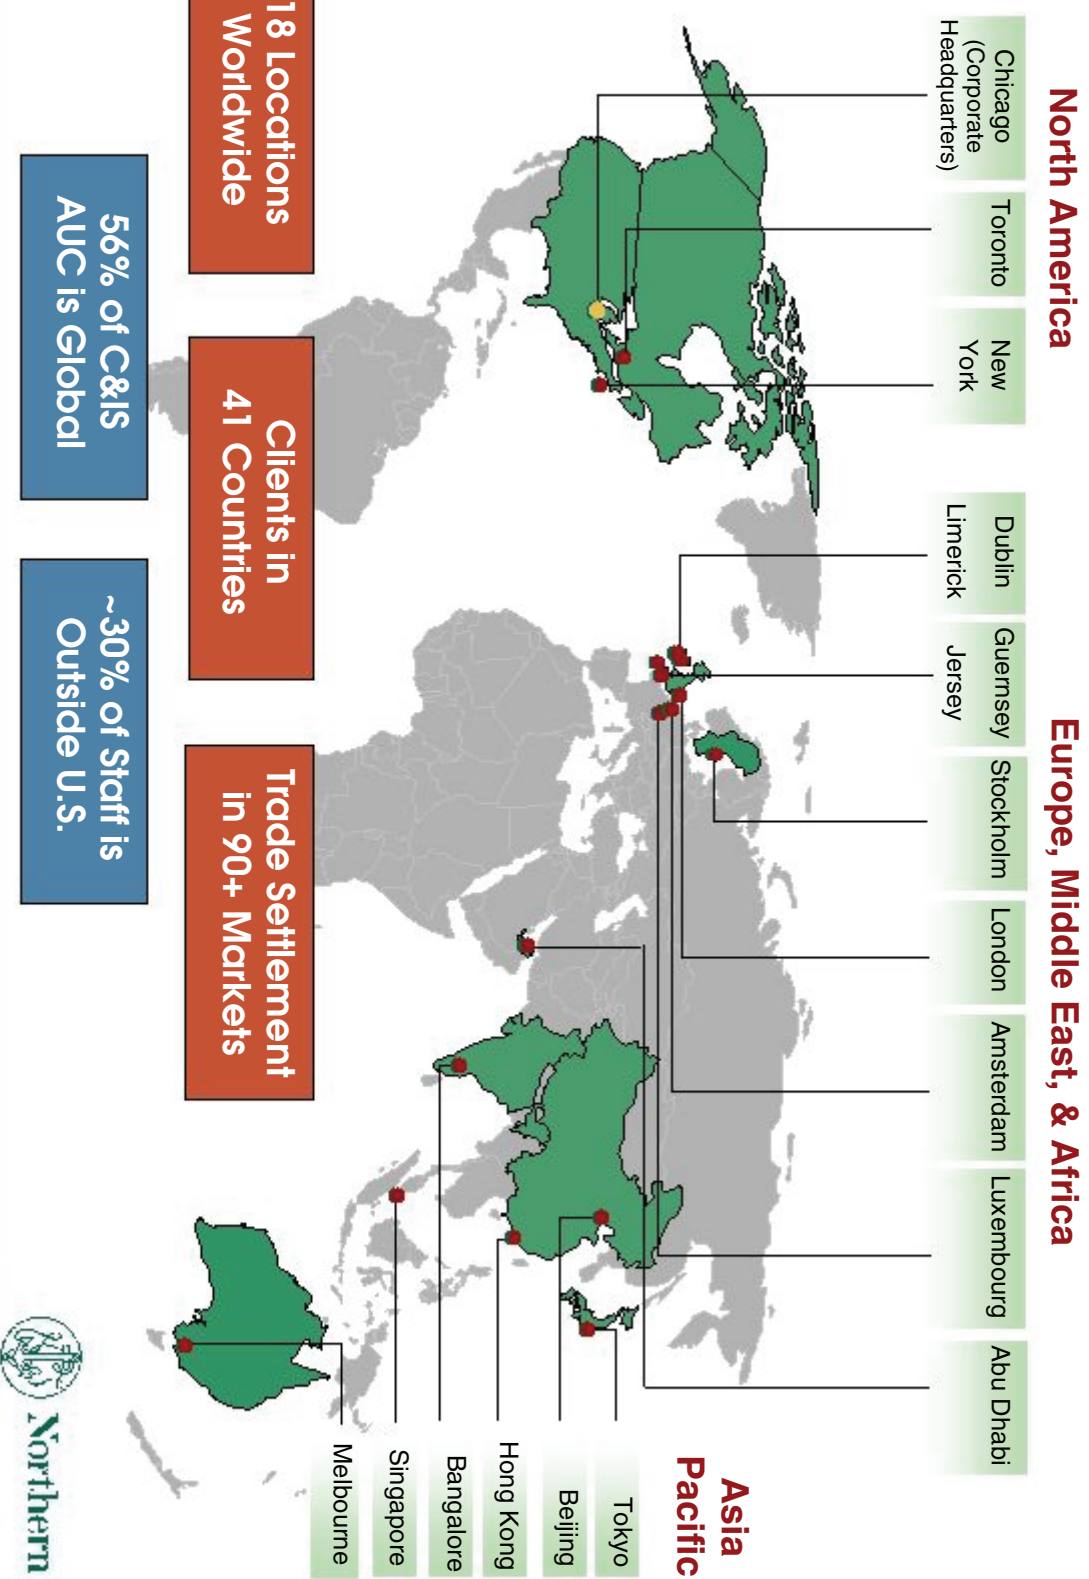 North America
Europe, Middle East, & Africa
Chicago
(Corporate
Headquarters)
Toronto
New
York
Dublin
Limerick
Guernsey
Jersey
Stockholm
London
Amsterdam
Luxembourg
Abu Dhabi
Asia
Pacific
Tokyo
Beijing
Hong Kong
Bangalore
Singapore
Melbourne
18 Locations
Worldwide
Clients in
41 Countries
Trade Settlement
in 90+ Markets
56% of C&IS
AUC is Global
~30% of Staff is
Outside U.S.
Northern